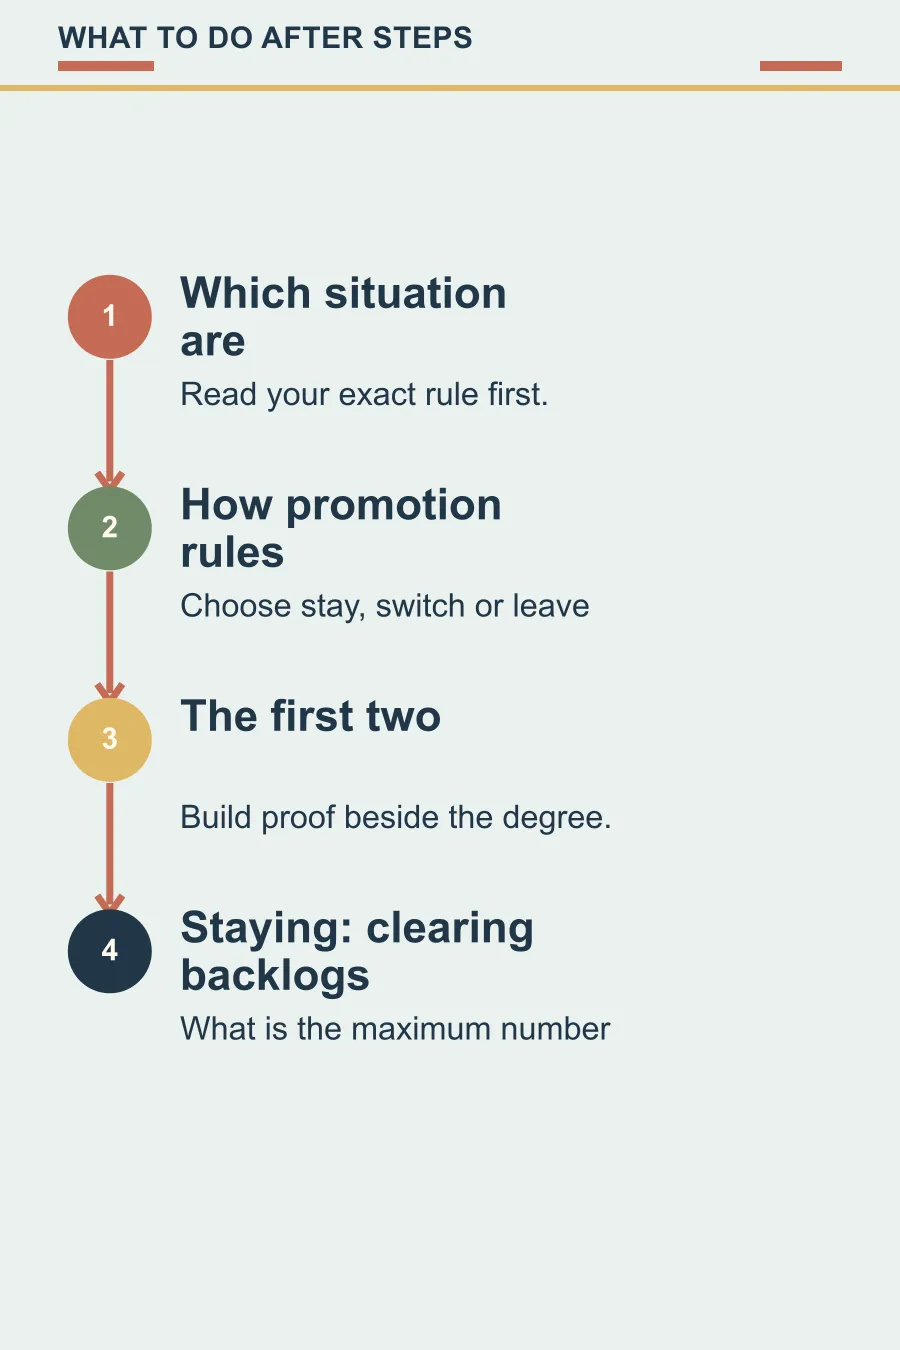 WHAT TO DO AFTER STEPS
1
Which situation
are
Read your exact rule first.
2
How promotion
rules
Choose stay, switch or leave
3
The first two
Build proof beside the degree.
4
Staying: clearing
backlogs
What is the maximum number